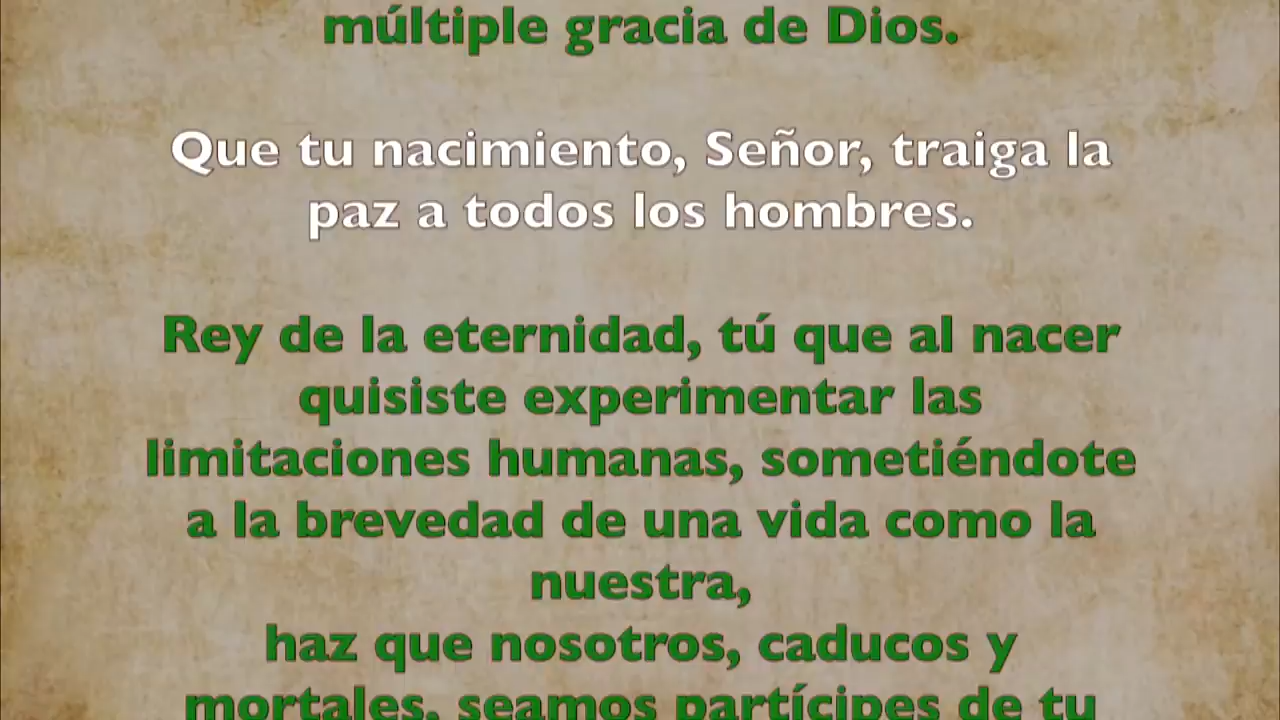 múltiple gracia de Dios.
Que tu nacimiento, Señor, traiga la
paz a todos los hombres.
Rey de la eternidad, tú que al nacer
quisiste experimentar las
limitaciones humanas, sometiéndote
a la brevedad de una vida como la
nuestra,
haz que nosotros, caducos y
mortales, seamos partícipes de tu